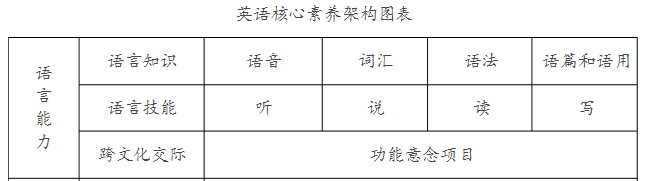 英语核心素养架构图表
语言能力
语言知识 语音 词汇 语法 语篇和语用
语言技能 听 说 读 写
跨文化交际 功能意念项目